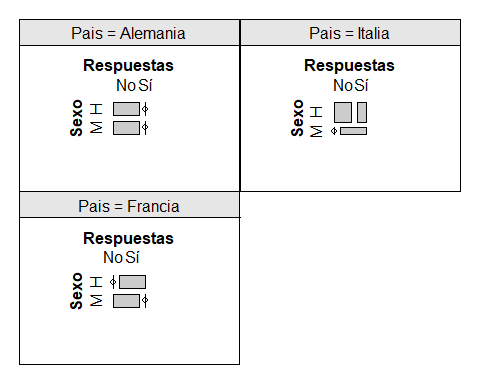 Pais = Alemania
Respuestas
No Sí
Sexo
H
M
Pais = Italia
Respuestas
No Sí
Sexo
H
M
Pais = Francia
Respuestas
No Sí
Sexo
H
M